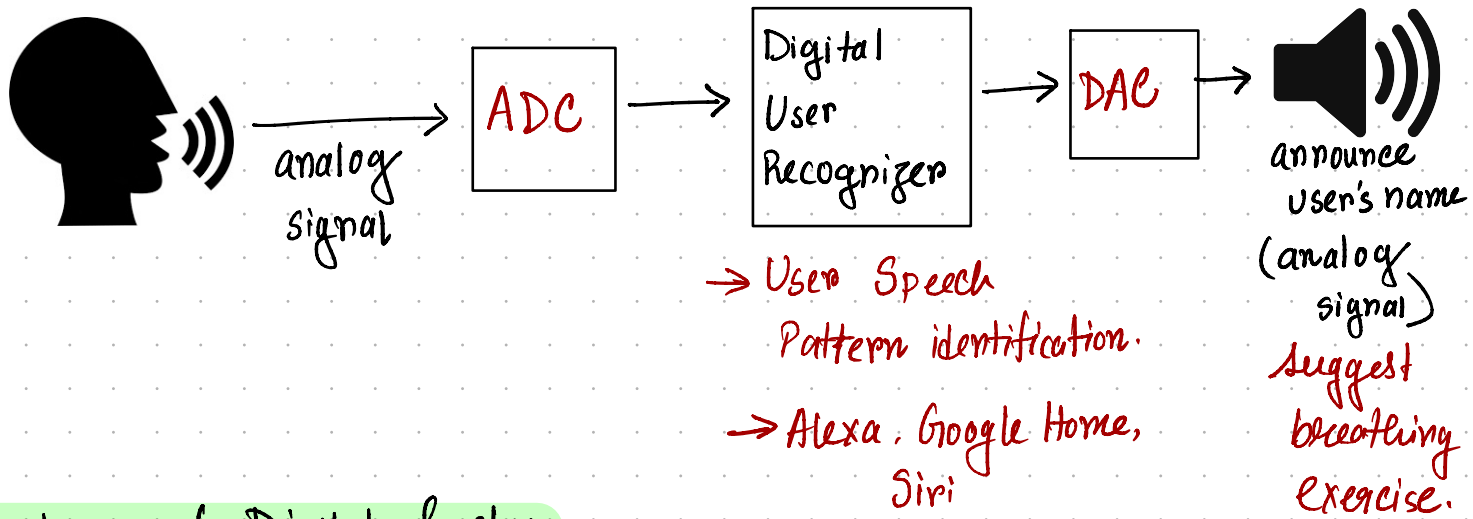 analog
signal
ADC
Digital
User
Recognizer
DAC
announce
user's name
(analog
signal)
suggest
breathing
exercise.
→ User Speech
Pattern identification.
→ Alexa, Google Home,
Siri
Digital